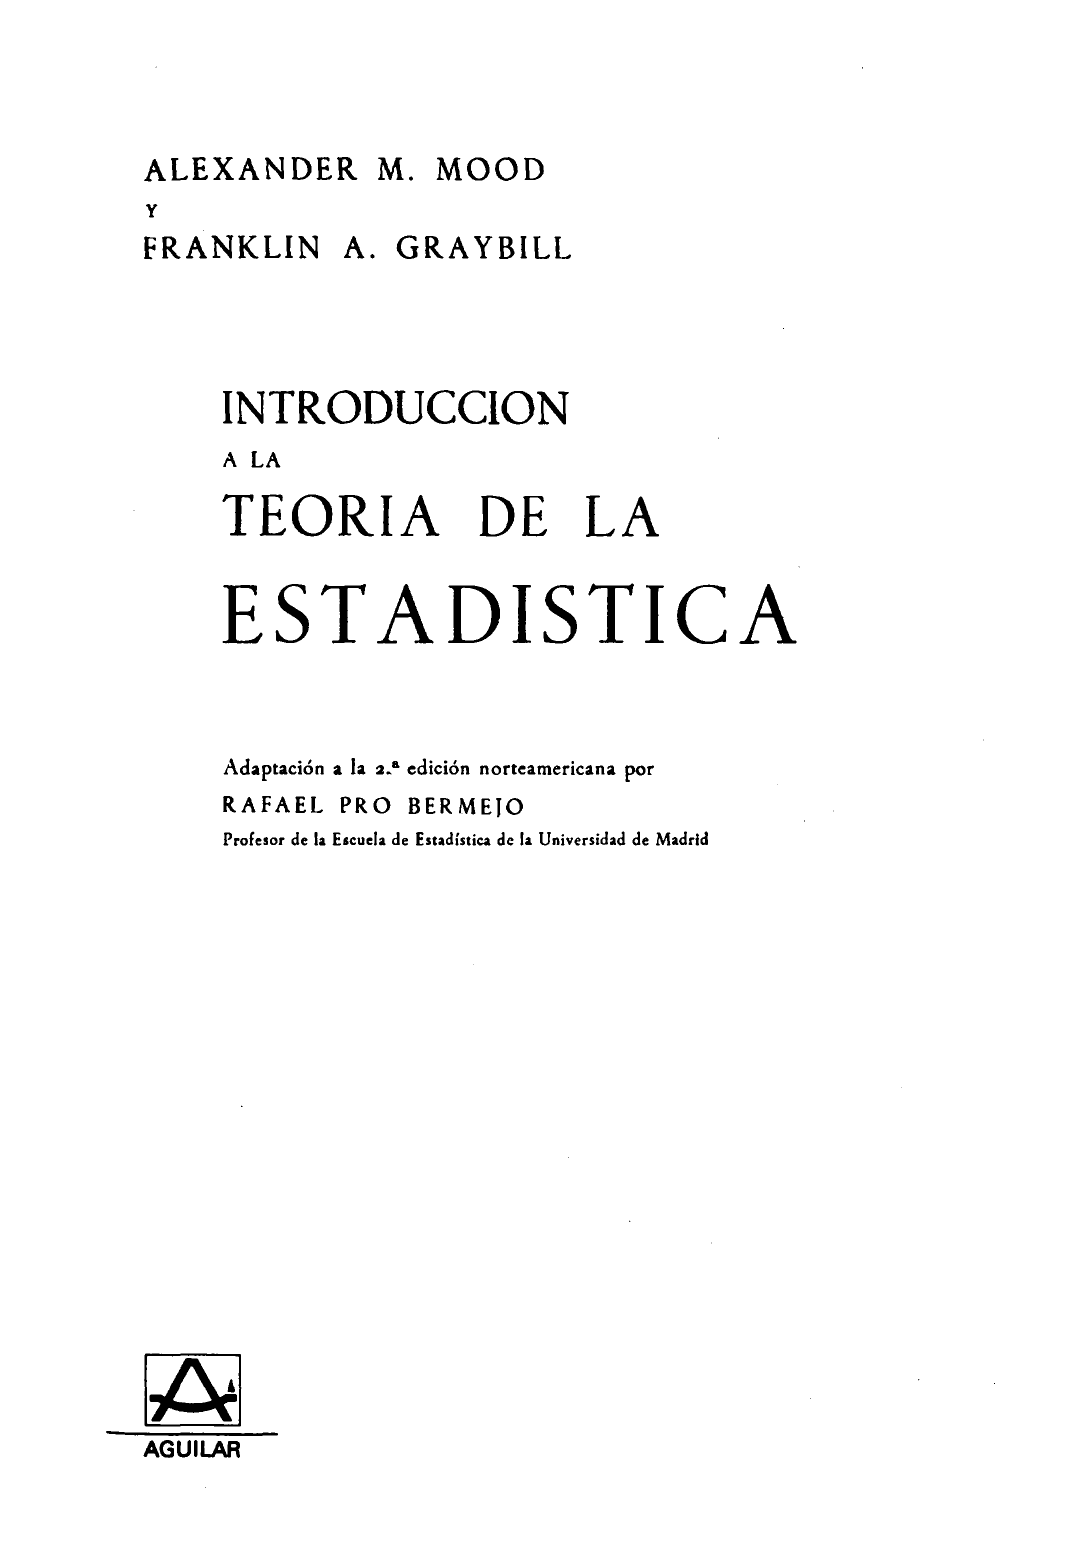 ALEXANDER M. MOOD
Y
FRANKLIN A. GRAYBILL
INTRODUCCION
A LA
TEORIA DE LA
ESTADISTICA
Adaptación a la 2.ª edición norteamericana por
RAFAEL PRO BERMEJO
Profesor de la Escuela de Estadística de la Universidad de Madrid
AGUILAR